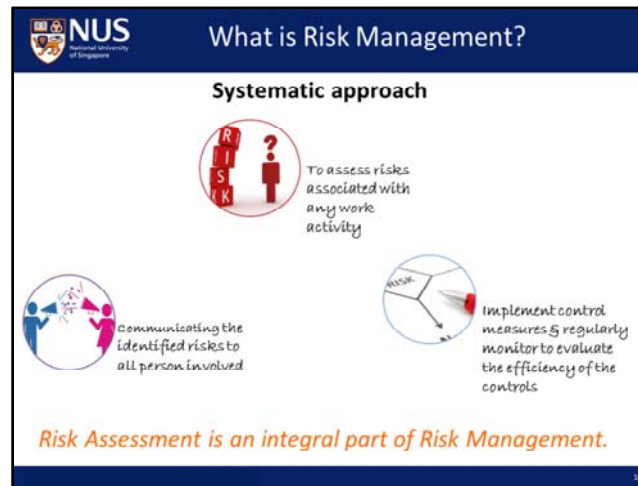 NUS
National University
of Singapore
What is Risk Management?
Systematic approach
R
I
S
K
?
To assess risks
associated with
any work
activity
RISK
Implement control
measures & regularly
monitor to evaluate
the efficiency of the
controls
Communicating the
identified risks to
all person involved
Risk Assessment is an integral part of Risk Management.